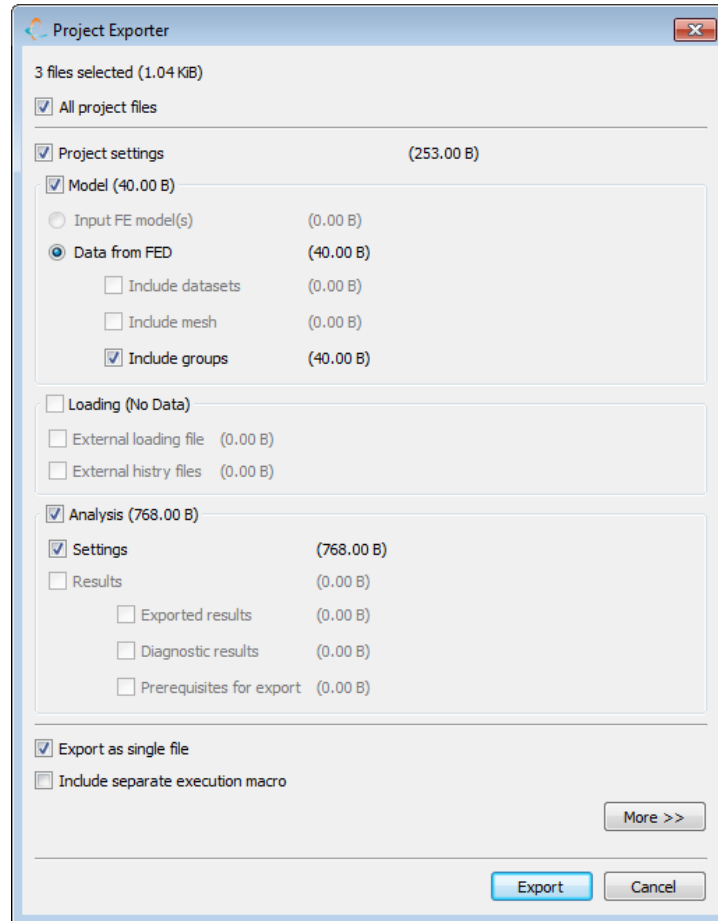 Project Exporter
3 files selected (1.04 KiB)
All project files
Project settings (253.00 B)
Model (40.00 B)
Input FE model(s) (0.00 B)
Data from FED (40.00 B)
Include datasets (0.00 B)
Include mesh (0.00 B)
Include groups (40.00 B)
Loading (No Data)
External loading file (0.00 B)
External histry files (0.00 B)
Analysis (768.00 B)
Settings (768.00 B)
Results (0.00 B)
Exported results (0.00 B)
Diagnostic results (0.00 B)
Prerequisites for export (0.00 B)
Export as single file
Include separate execution macro
More >>
Export Cancel